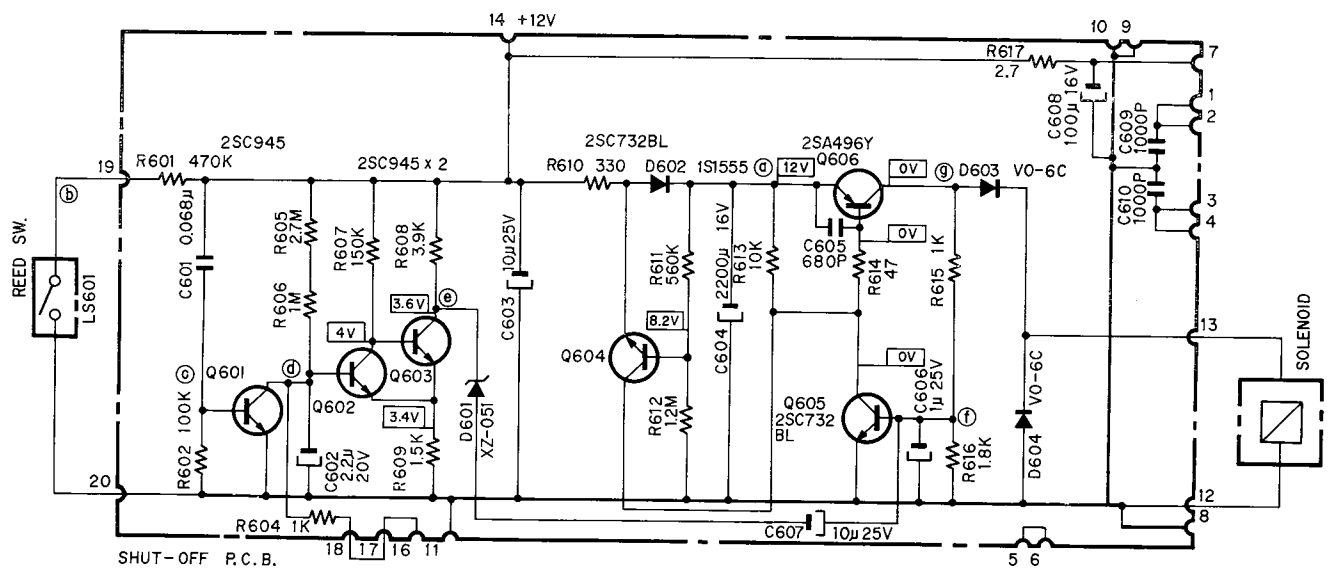 14 +12V
10 9
R617
2.7
7
C608
100μ 16V
1
2
C609
1000P
C610
1000P
3
4
2SC945
2SC732BL
2SA496Y
19
R601 470K
2SC945 x 2
R610 330
D602
1S1555
ⓐ
12V
Q606
0V
ⓖ
D603
VO-6C
ⓑ
REED SW.
LS601
0.068μ
C601
R605
2.7M
R606
1M
R607
150K
R608
3.9K
10μ 25V
C603
R611
560K
2200μ 16V
C604
R613
10K
C605
680P
0V
R614
47
R615 1K
3.6V
ⓔ
4V
8.2V
13
SOLENOID
ⓒ
Q601
ⓓ
Q602
Q603
Q604
0V
3.4V
D601
XZ-051
R602 100K
C602
2.2μ
20V
R609
1.5K
R612
1.2M
Q605
2SC732
BL
C606
1μ 25V
ⓕ
R616
1.8K
D604
VO-6C
20
12
8
R604 1K
18 17 16 11
C607
10μ 25V
5 6
SHUT-OFF P.C.B.